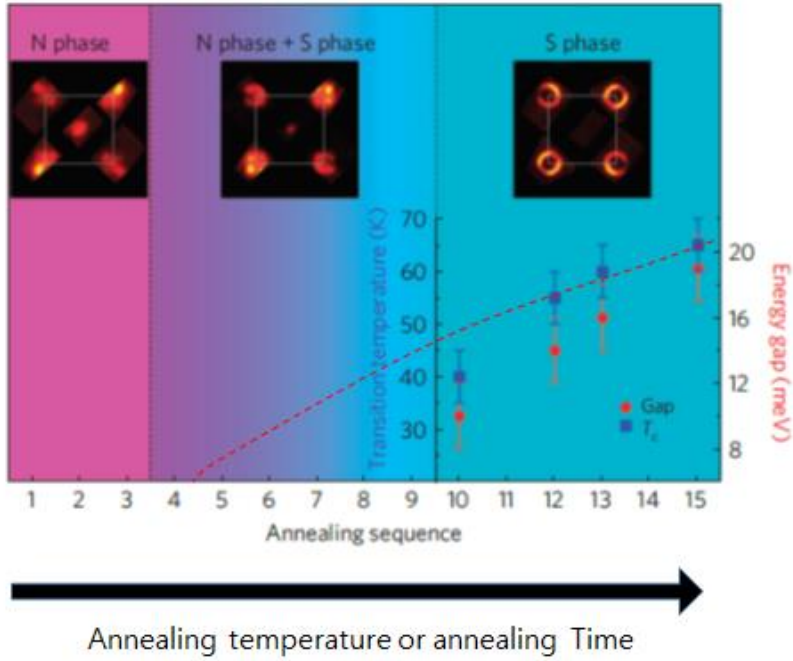 N phase
N phase + S phase
S phase
Transition temperature (K)
70
60
50
40
30
20
16
12
8
Energy gap (meV)
Gap
Tc
1 2 3 4 5 6 7 8 9 10 11 12 13 14 15
Annealing sequence
Annealing temperature or annealing Time